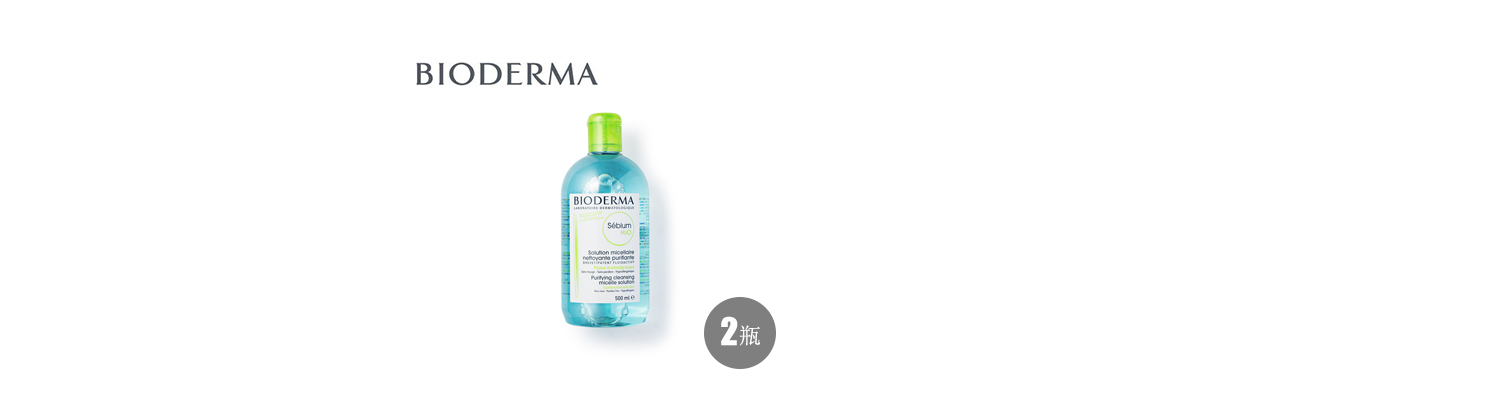 BIODERMA
BIODERMA
LABORATOIRE DERMATOLOGIQUE
Sébium
H2O
Solution micellaire
nettoyante purifiante
Purifying cleansing
micelle solution
500 ml ℮
2瓶